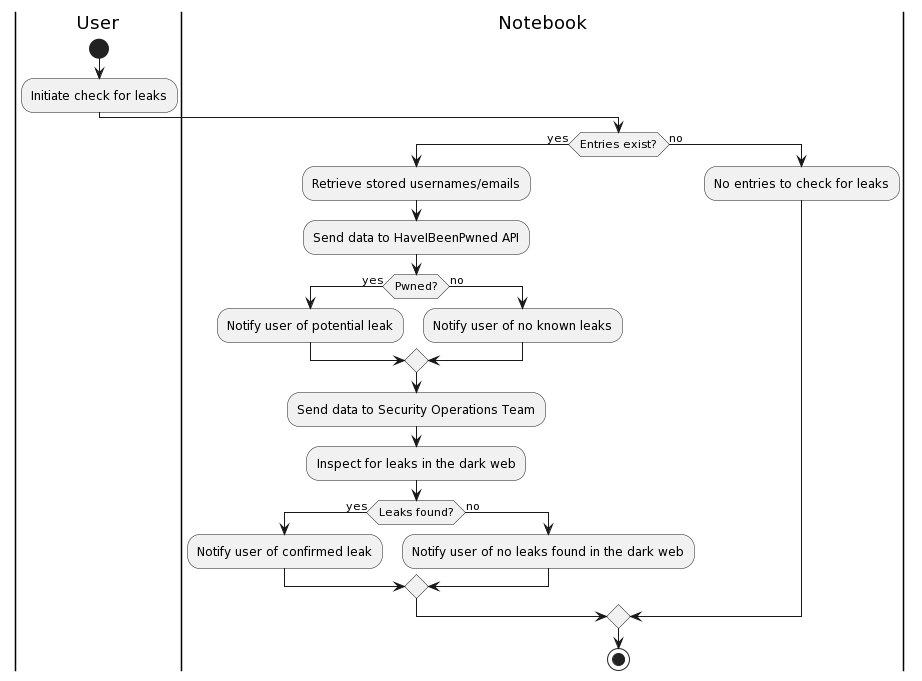 User
Notebook
Initiate check for leaks
yes
Entries exist?
no
Retrieve stored usernames/emails
No entries to check for leaks
Send data to HaveIBeenPwned API
yes
Pwned?
no
Notify user of potential leak
Notify user of no known leaks
Send data to Security Operations Team
Inspect for leaks in the dark web
yes
Leaks found?
no
Notify user of confirmed leak
Notify user of no leaks found in the dark web